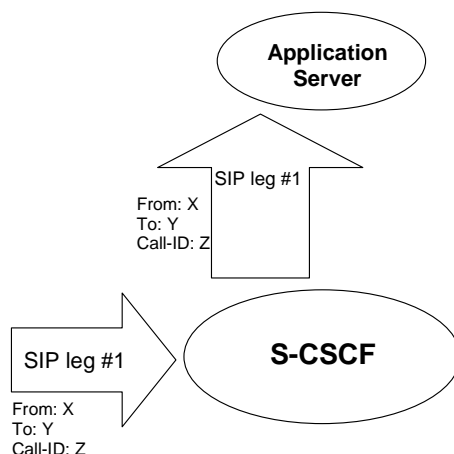 Application
Server
SIP leg #1
From: X
To: Y
Call-ID: Z
S-CSCF
SIP leg #1
From: X
To: Y
Call-ID: Z